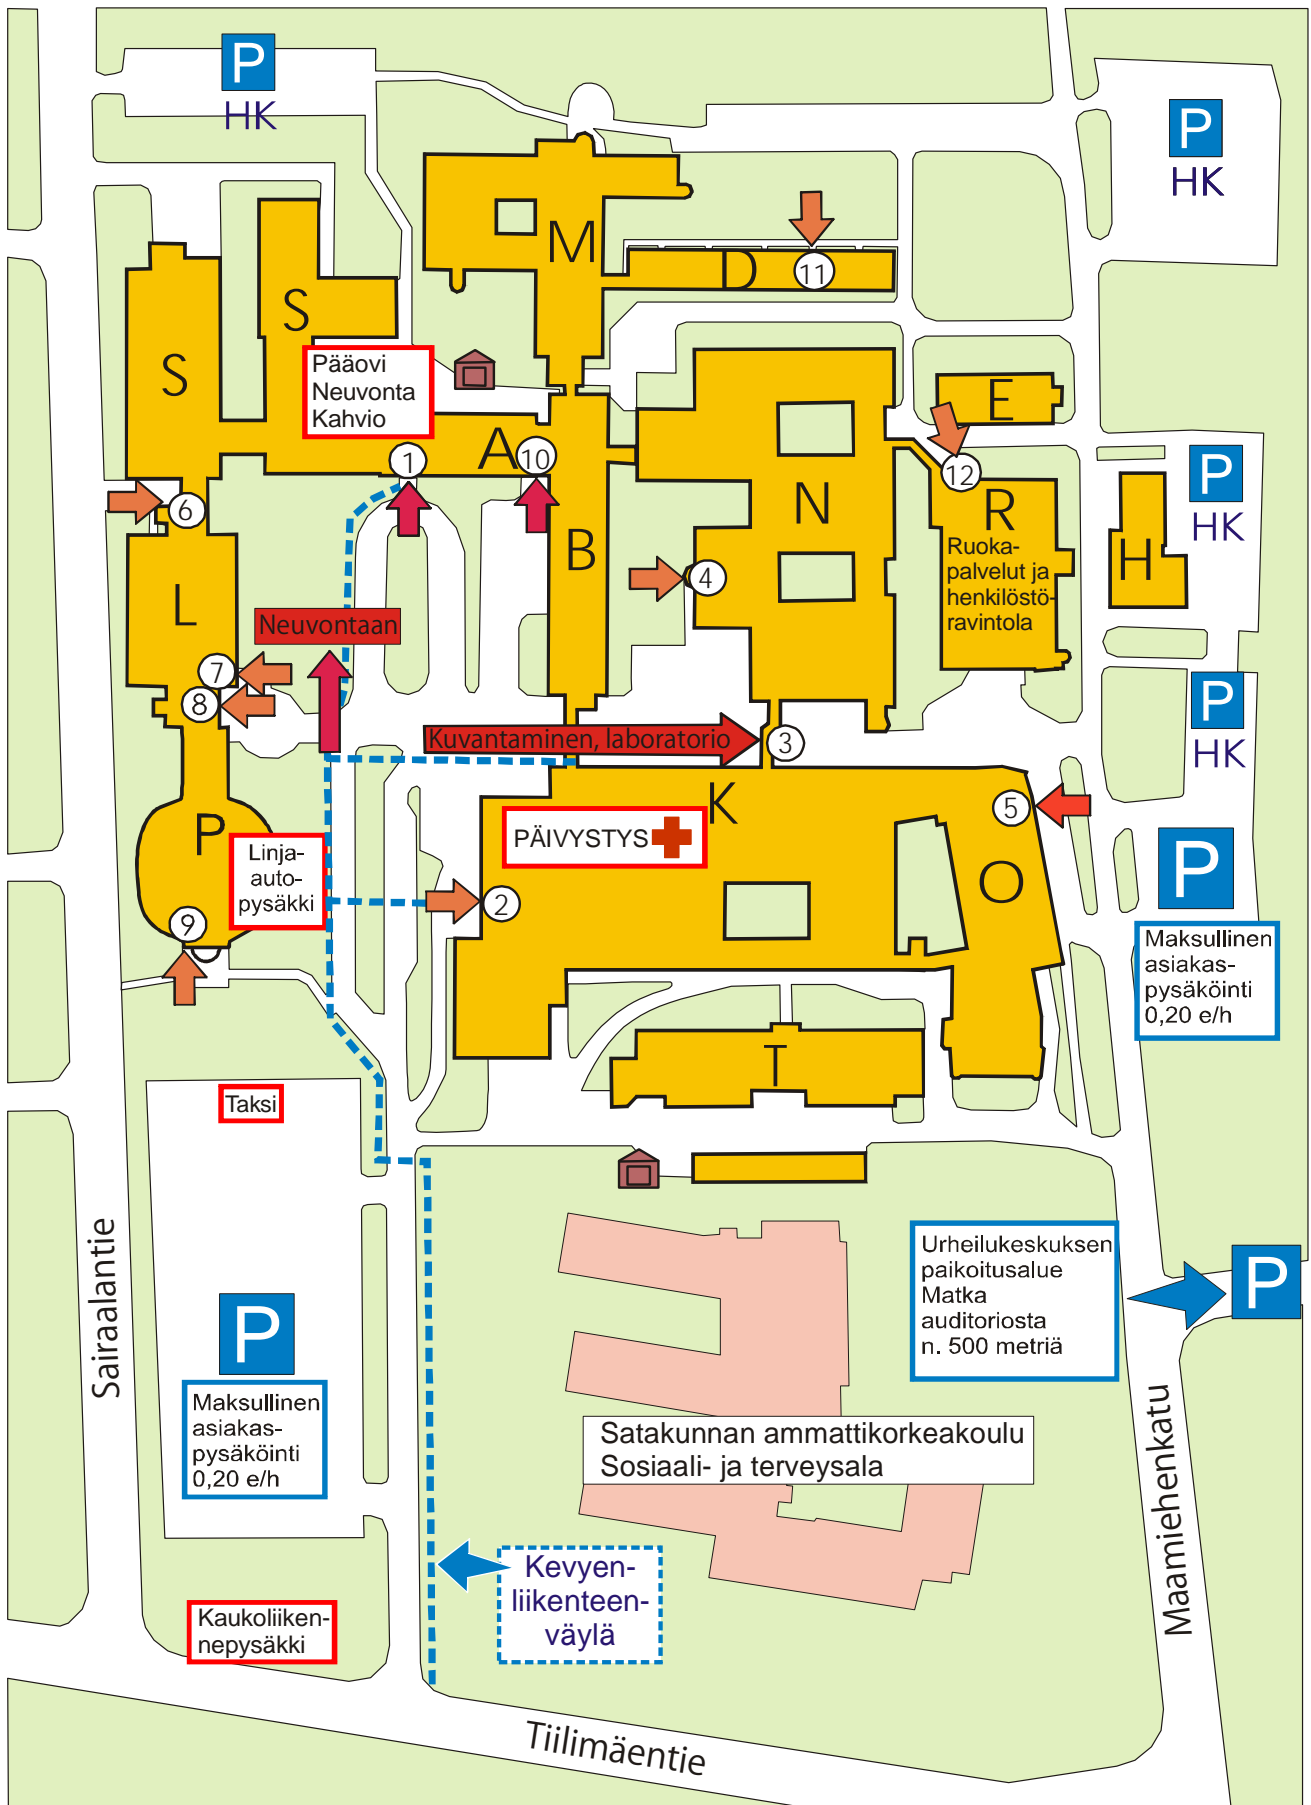 P
HK
P
HK
M
D
11
S
S
Pääovi
Neuvonta
Kahvio
E
A
1
10
12
P
HK
6
B
N
R
Ruoka-
palvelut ja
henkilöstö-
ravintola
H
4
L
Neuvontaan
7
8
P
HK
Kuvantaminen, laboratorio
3
K
5
P
PÄIVYSTYS
Linja-
auto-
pysäkki
O
2
9
P
Maksullinen
asiakas-
pysäköinti
0,20 e/h
T
Taksi
Sairaalantie
Urheilukeskuksen
paikoitusalue
Matka
auditoriosta
n. 500 metriä
P
P
Maksullinen
asiakas-
pysäköinti
0,20 e/h
Satakunnan ammattikorkeakoulu
Sosiaali- ja terveysala
Maamiehenkatu
Kevyen-
liikenteen-
väylä
Kaukoliiken-
nepysäkki
Tiilimäentie